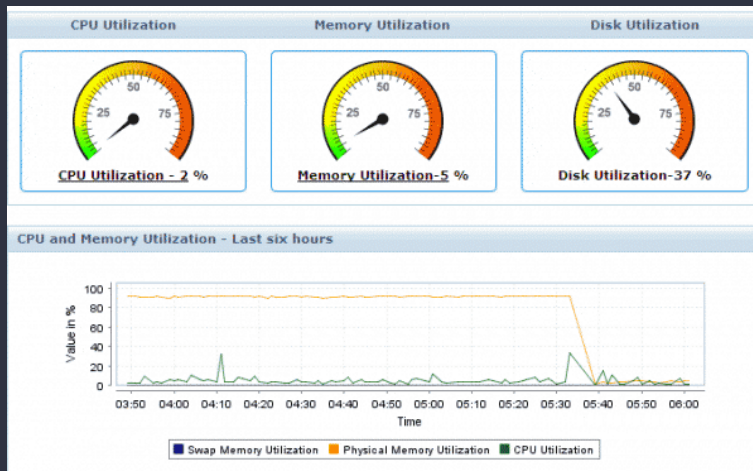 CPU Utilization
Memory Utilization
Disk Utilization
25 50 75
25 50 75
25 50 75
CPU Utilization - 2 %
Memory Utilization-5 %
Disk Utilization-37 %
CPU and Memory Utilization - Last six hours
Value in %
100
80
60
40
20
0
03:50 04:00 04:10 04:20 04:30 04:40 04:50 05:00 05:10 05:20 05:30 05:40 05:50 06:00
Time
Swap Memory Utilization Physical Memory Utilization CPU Utilization